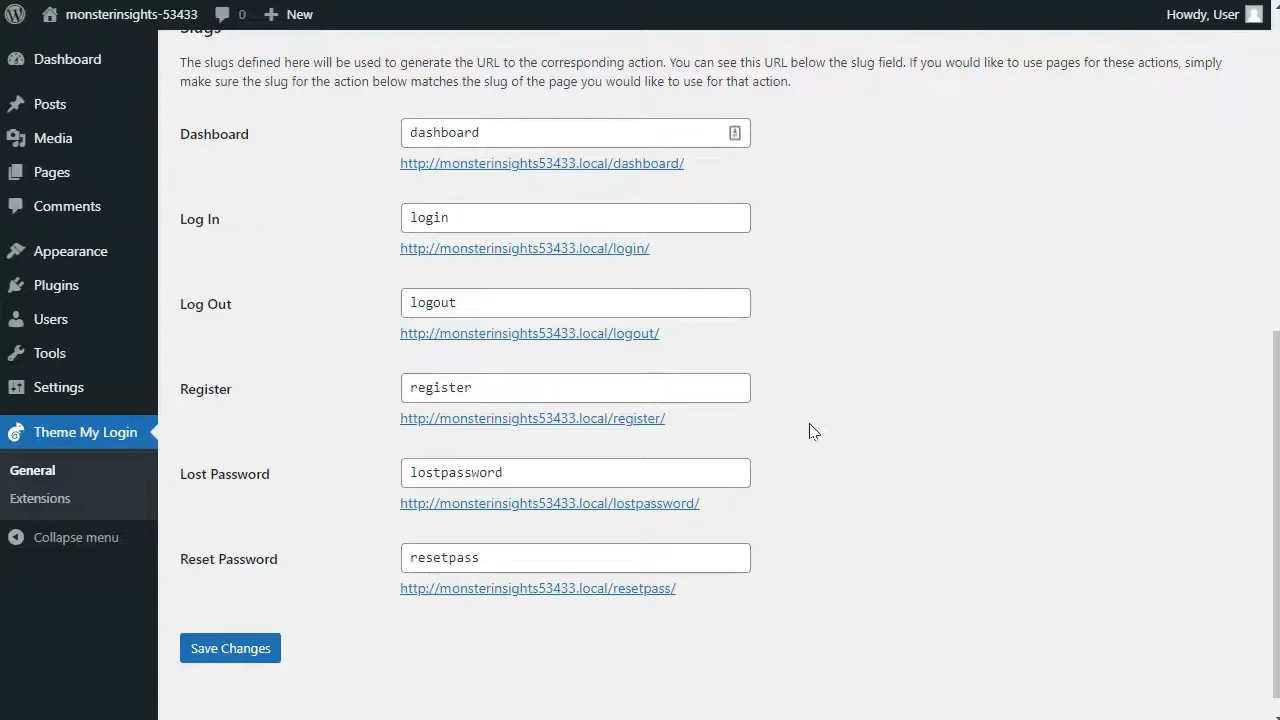 monsterinsights-53433 0 New Howdy, User
Dashboard
Posts
Media
Pages
Comments
Appearance
Plugins
Users
Tools
Settings
Theme My Login
General
Extensions
Collapse menu
Slugs
The slugs defined here will be used to generate the URL to the corresponding action. You can see this URL below the slug field. If you would like to use pages for these actions, simply
make sure the slug for the action below matches the slug of the page you would like to use for that action.
Dashboard dashboard
http://monsterinsights53433.local/dashboard/
Log In login
http://monsterinsights53433.local/login/
Log Out logout
http://monsterinsights53433.local/logout/
Register register
http://monsterinsights53433.local/register/
Lost Password lostpassword
http://monsterinsights53433.local/lostpassword/
Reset Password resetpass
http://monsterinsights53433.local/resetpass/
Save Changes